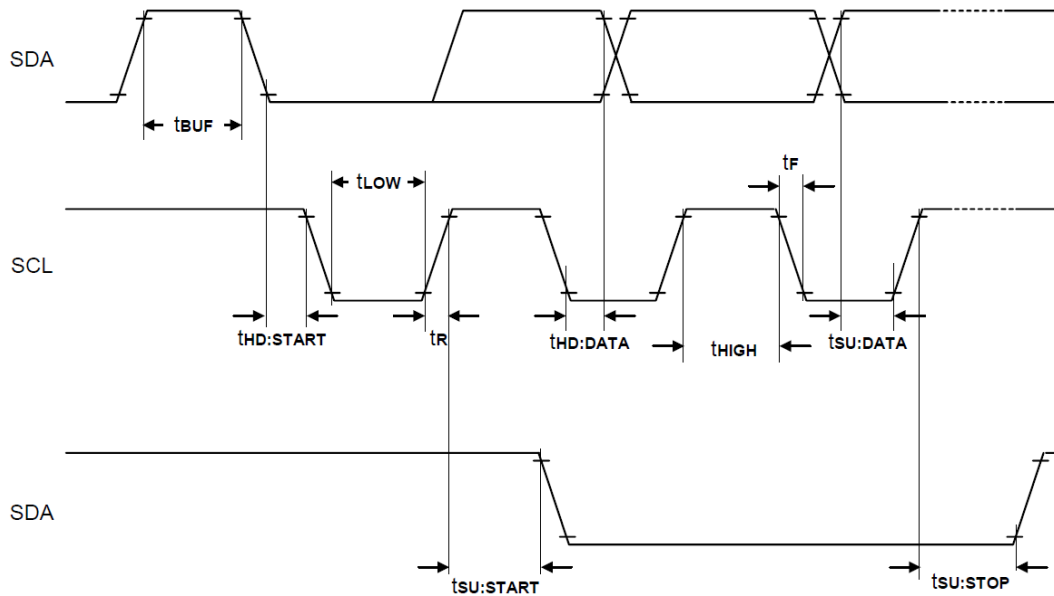 SDA
tBUF
tLOW
tF
SCL
tHD:START
tR
tHD:DATA
tHIGH
tSU:DATA
SDA
tSU:START
tSU:STOP